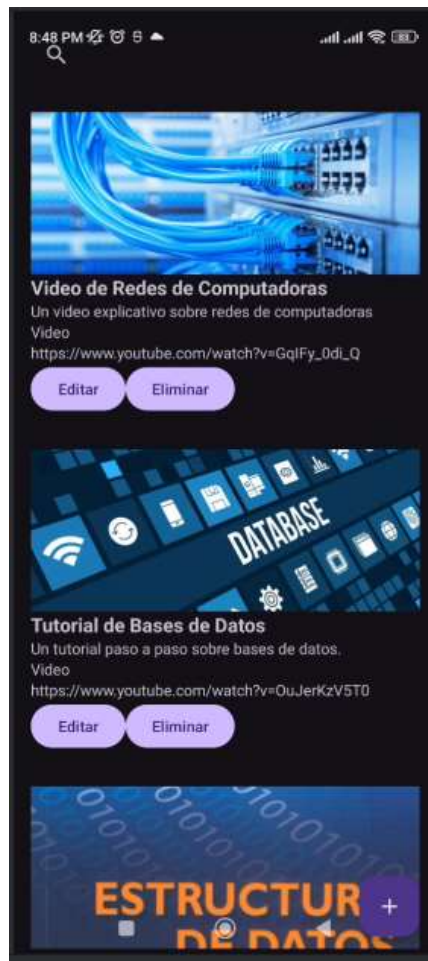 8:48 PM
83
Video de Redes de Computadoras
Un video explicativo sobre redes de computadoras
Video
https://www.youtube.com/watch?v=GqIFy_0di_Q
Editar Eliminar
DATABASE
Tutorial de Bases de Datos
Un tutorial paso a paso sobre bases de datos.
Video
https://www.youtube.com/watch?v=OuJerKzV5T0
Editar Eliminar
ESTRUCTUR
DE DATOS
+